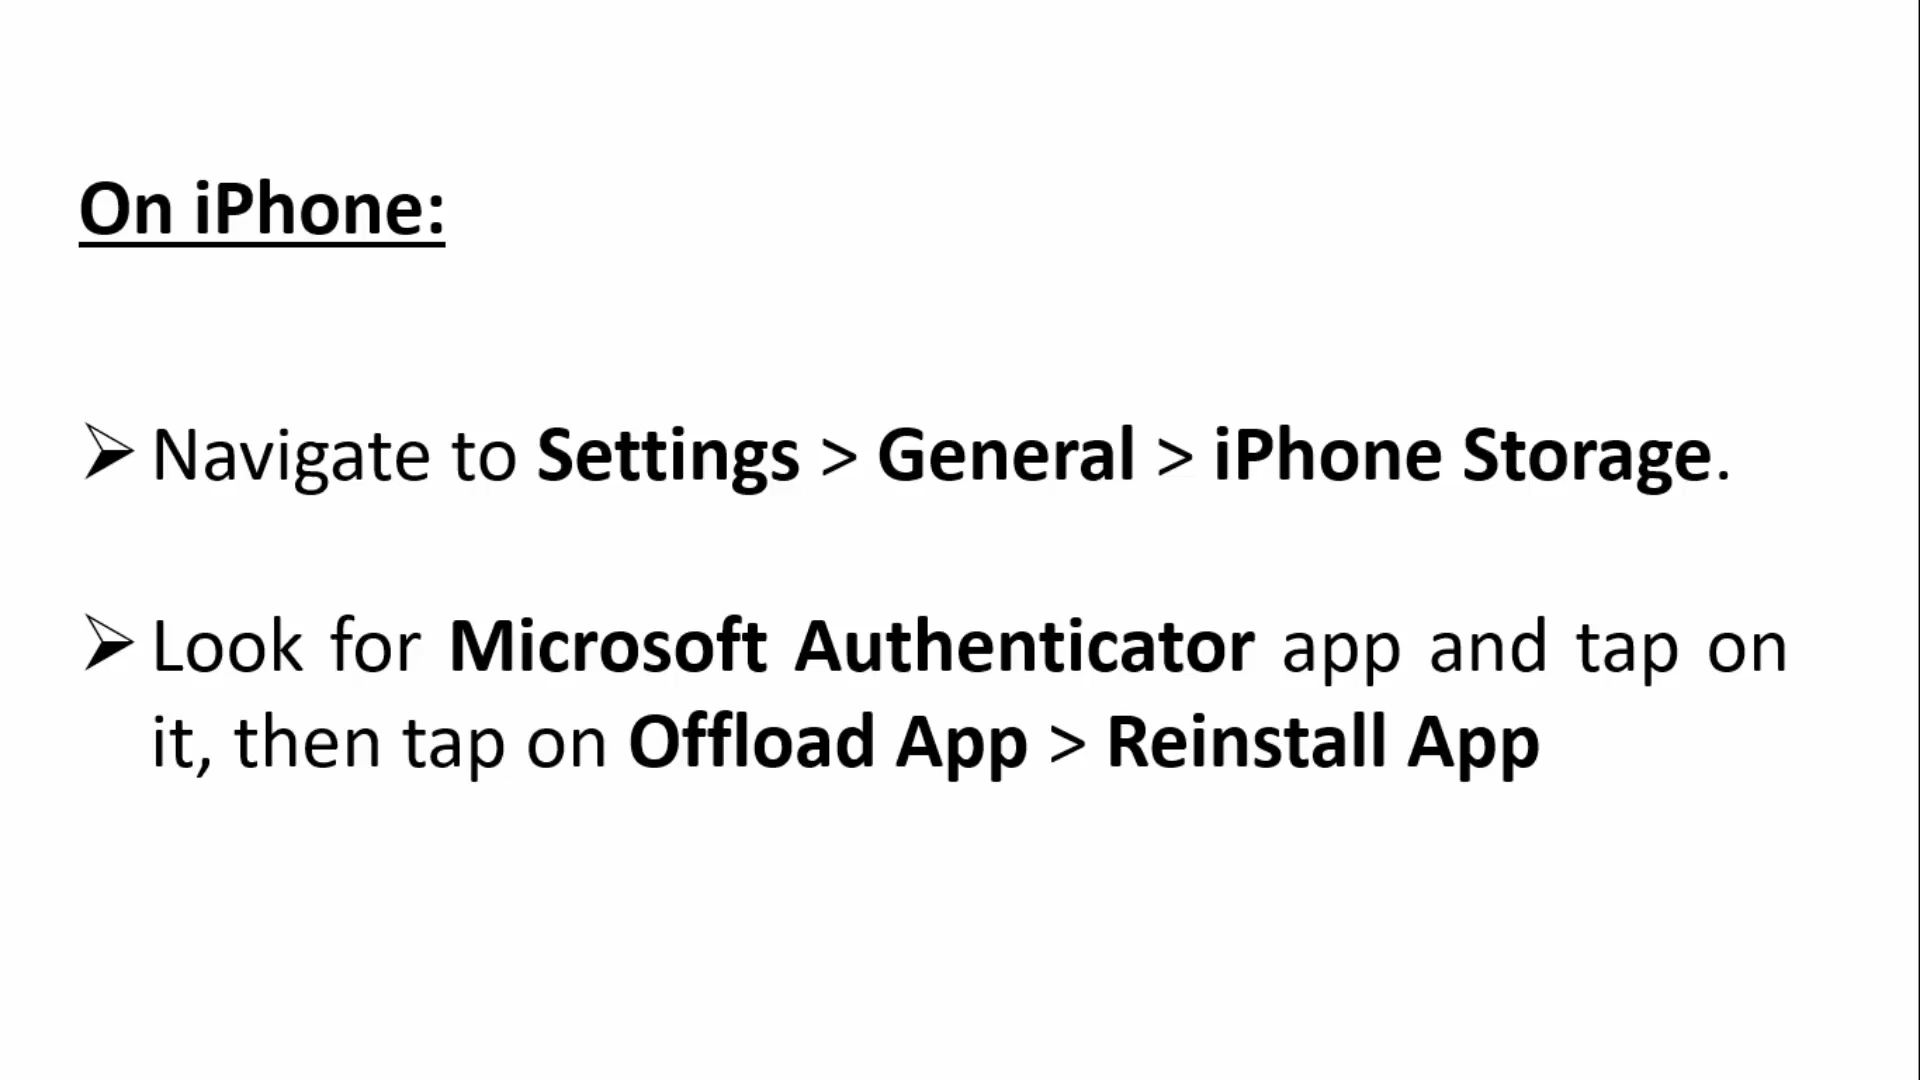 On iPhone:
➢ Navigate to Settings > General > iPhone Storage.
➢ Look for Microsoft Authenticator app and tap on
it, then tap on Offload App > Reinstall App